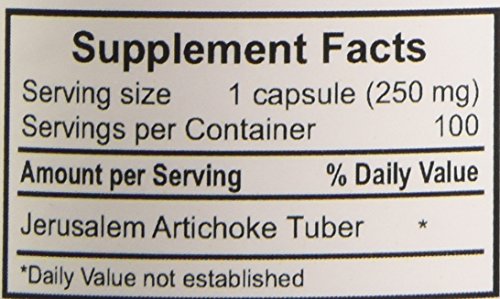 Supplement Facts
Serving size 1 capsule (250 mg)
Servings per Container 100
Amount per Serving % Daily Value
Jerusalem Artichoke Tuber *
*Daily Value not established